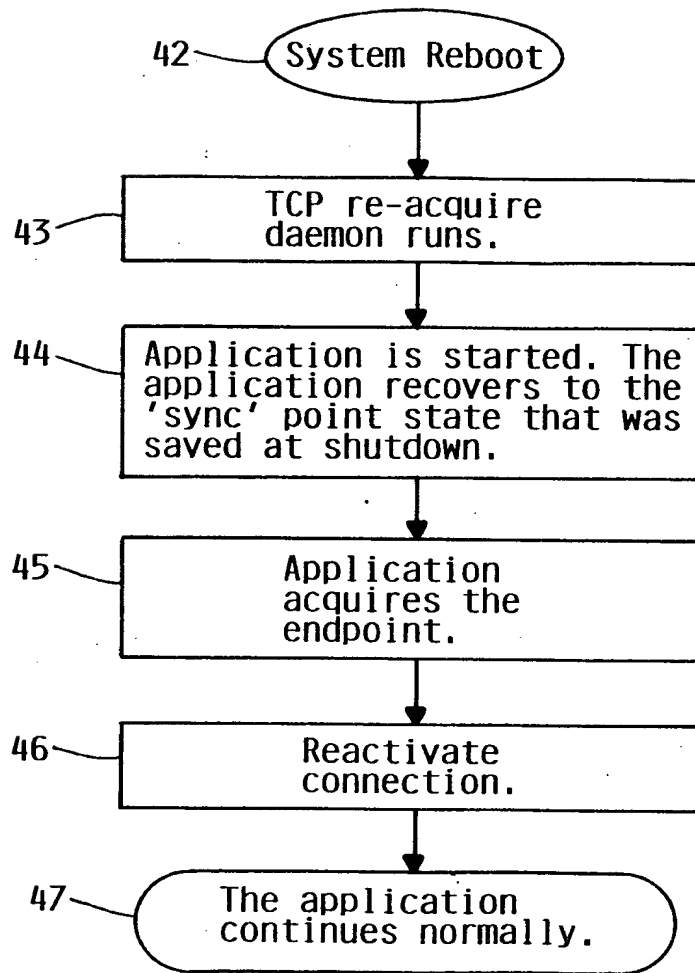 42
System Reboot
43
TCP re-acquire
daemon runs.
44
Application is started. The
application recovers to the
'sync' point state that was
saved at shutdown.
45
Application
acquires the
endpoint.
46
Reactivate
connection.
47
The application
continues normally.